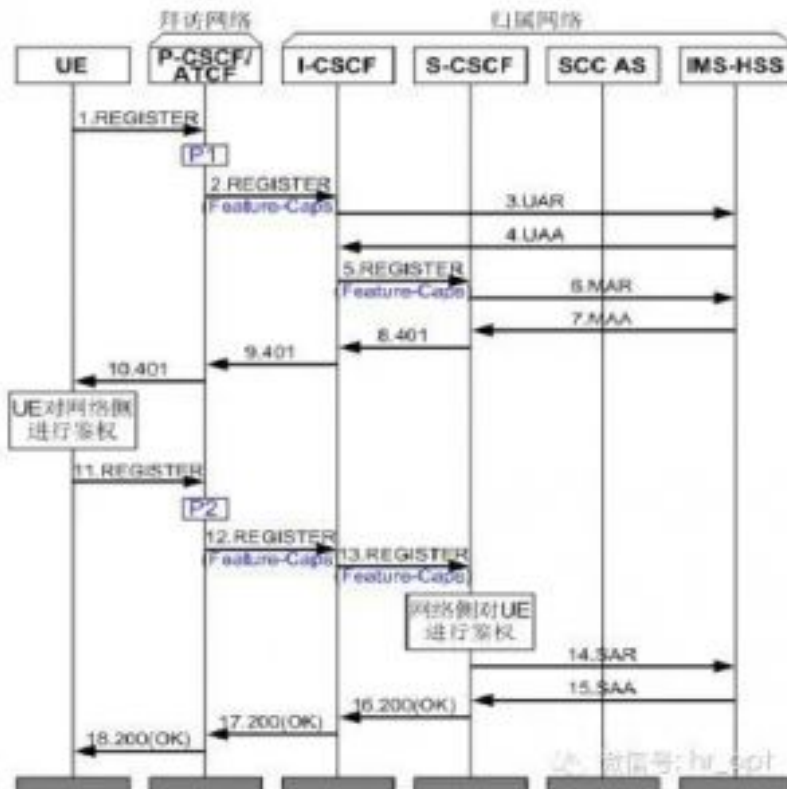 拜访网络
归属网络
UE
P-CSCF/
ATCF
I-CSCF
S-CSCF
SCC AS
IMS-HSS
1.REGISTER
P1
2.REGISTER
(Feature-Caps
3.UAR
4.UAA
5.REGISTER
(Feature-Caps
6.MAR
7.MAA
8.401
9.401
10.401
UE对网络侧
进行鉴权
11.REGISTER
P2
12.REGISTER
(Feature-Caps
13.REGISTER
(Feature-Caps)
网络侧对UE
进行鉴权
14.SAR
15.SAA
16.200(OK)
17.200(OK)
18.200(OK)
微信号: hr_opt